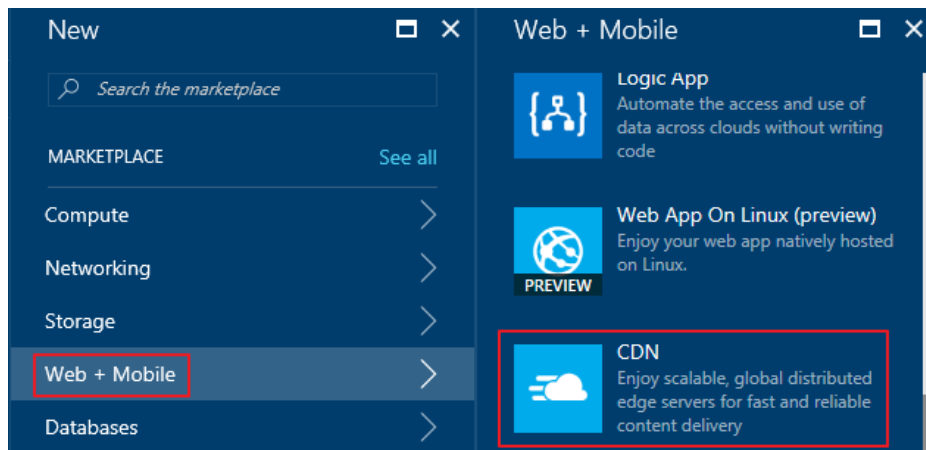 New
Search the marketplace
MARKETPLACE
See all
Compute
Networking
Storage
Web + Mobile
Databases
Web + Mobile
Logic App
Automate the access and use of
data across clouds without writing
code
Web App On Linux (preview)
Enjoy your web app natively hosted
on Linux.
PREVIEW
CDN
Enjoy scalable, global distributed
edge servers for fast and reliable
content delivery